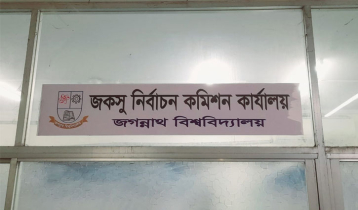 জকসু নির্বাচন কমিশন কার্যালয়
জগন্নাথ বিশ্ববিদ্যালয়